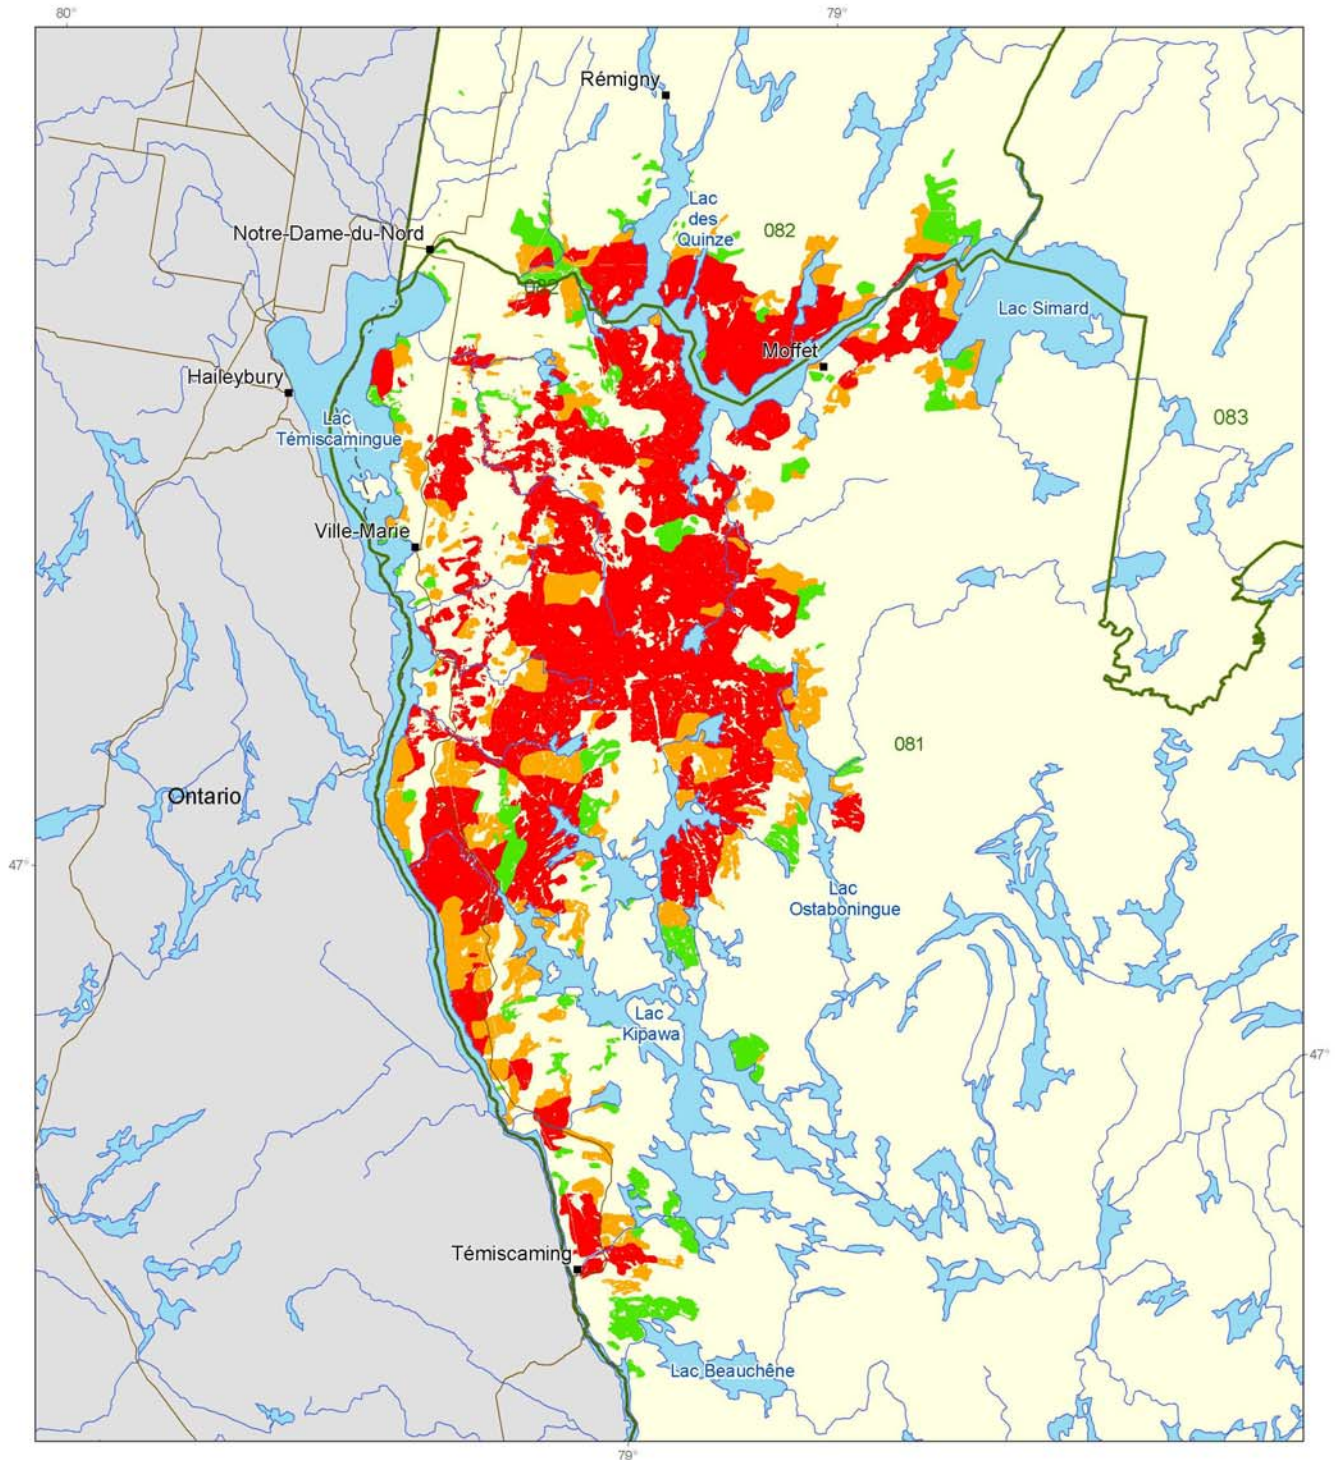 80°
79°
Rémigny
Lac
des
Quinze
082
Notre-Dame-du-Nord
082
Lac Simard
Moffet
Haileybury
Lac
Témiscamingue
083
Ville-Marie
081
Ontario
47°
Lac
Ostaboningue
Lac
Kipawa
47°
Témiscaming
Lac Beauchêne
79°